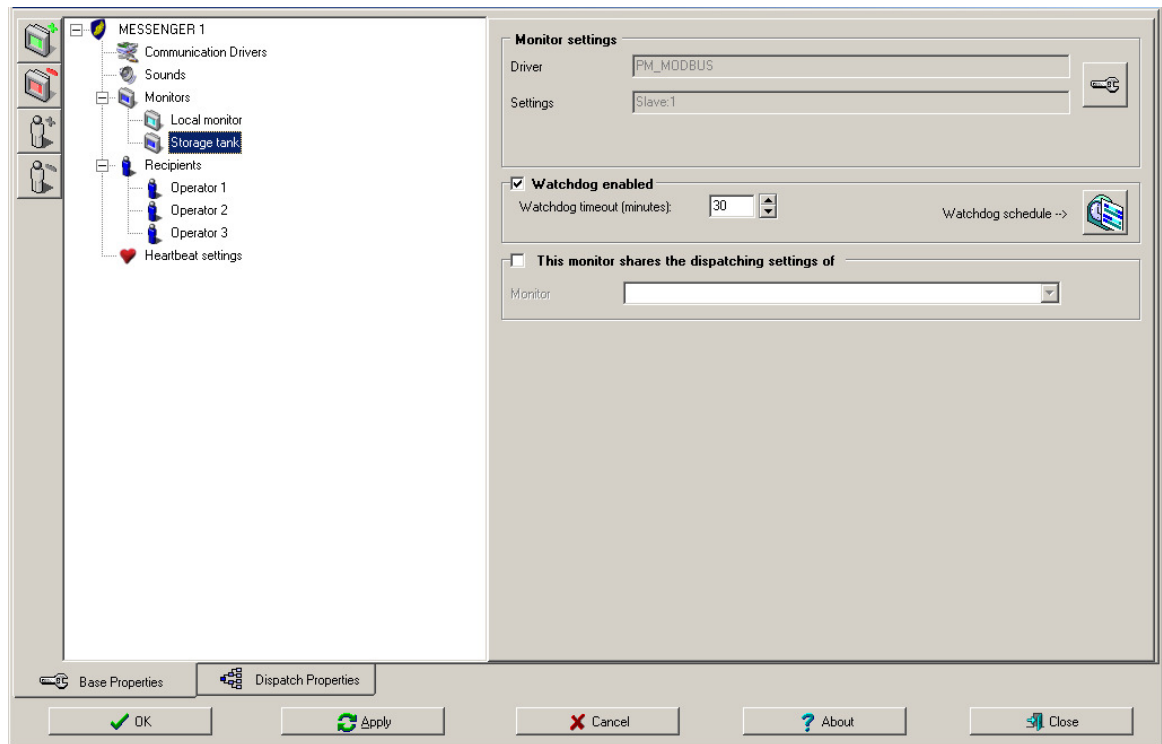 MESSENGER 1
Communication Drivers
Sounds
Monitors
Local monitor
Storage tank
Recipients
Operator 1
Operator 2
Operator 3
Heartbeat settings
Monitor settings
Driver PM_MODBUS
Settings Slave:1
Watchdog enabled
Watchdog timeout (minutes): 30 Watchdog schedule -->
This monitor shares the dispatching settings of
Monitor
Base Properties Dispatch Properties
OK Apply Cancel ? About Close